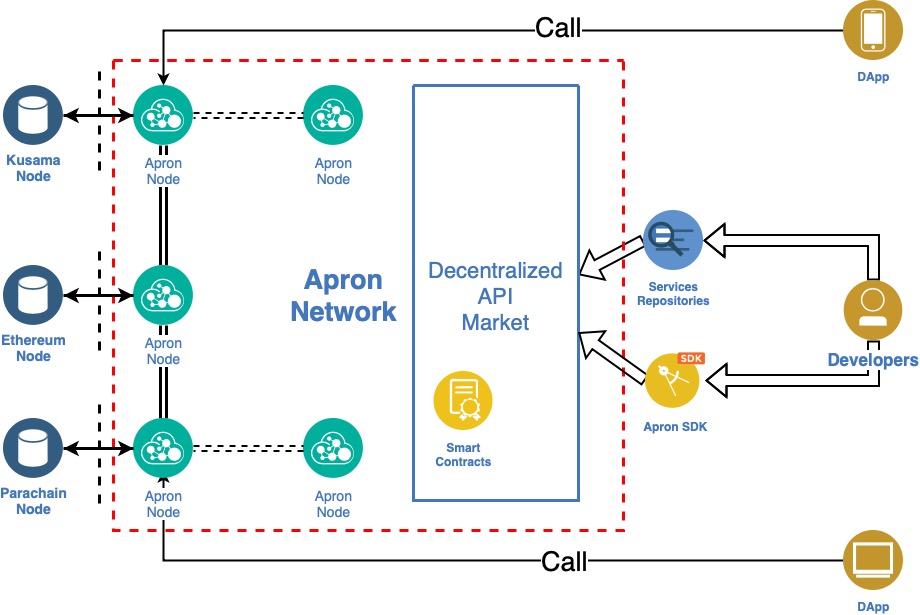 Call
DApp
Kusama
Node
Apron
Node
Apron
Node
Services
Repositories
Ethereum
Node
Apron
Node
Apron
Network
Decentralized
API
Market
Developers
SDK
Apron SDK
Smart
Contracts
Parachain
Node
Apron
Node
Apron
Node
Call
DApp